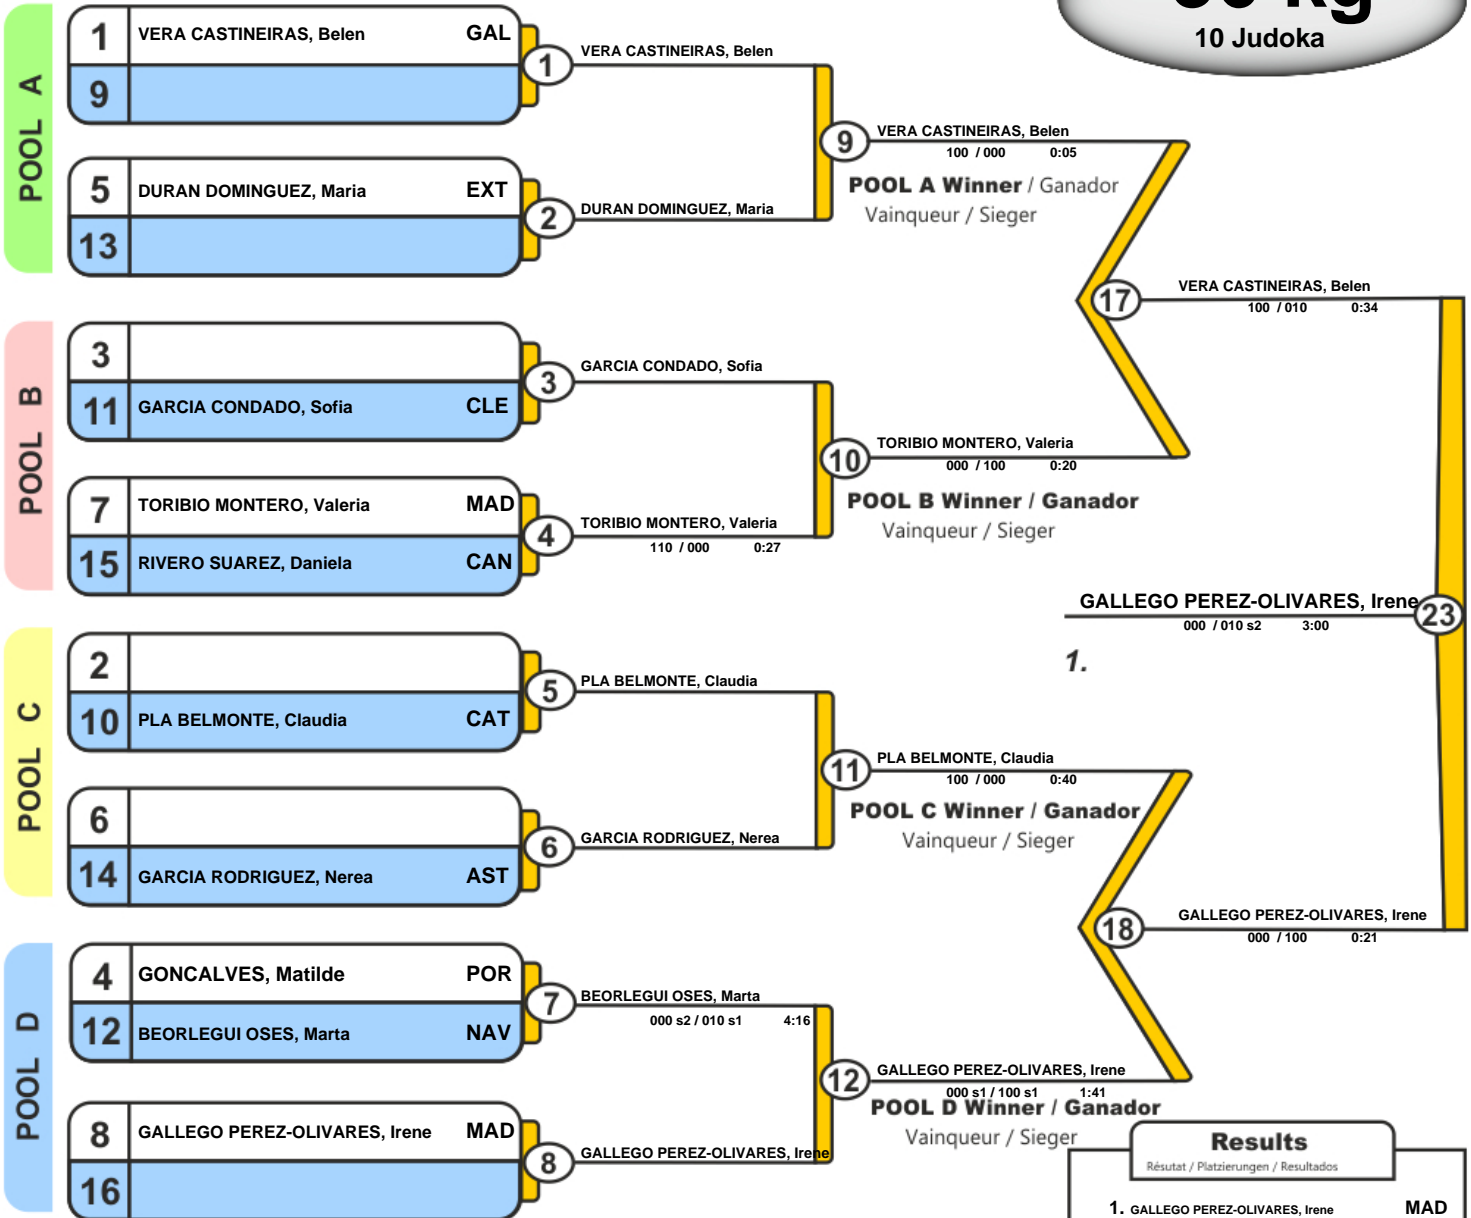 10 Judoka
POOL A
1 VERA CASTINEIRAS, Belen GAL
9
1
VERA CASTINEIRAS, Belen
5 DURAN DOMINGUEZ, Maria EXT
13
2
DURAN DOMINGUEZ, Maria
9
VERA CASTINEIRAS, Belen
100 / 000 0:05
POOL A Winner / Ganador
Vainqueur / Sieger
POOL B
3
11 GARCIA CONDADO, Sofia CLE
3
GARCIA CONDADO, Sofia
7 TORIBIO MONTERO, Valeria MAD
15 RIVERO SUAREZ, Daniela CAN
4
TORIBIO MONTERO, Valeria
110 / 000 0:27
10
TORIBIO MONTERO, Valeria
000 / 100 0:20
POOL B Winner / Ganador
Vainqueur / Sieger
17
VERA CASTINEIRAS, Belen
100 / 010 0:34
POOL C
2
10 PLA BELMONTE, Claudia CAT
5
PLA BELMONTE, Claudia
6
14 GARCIA RODRIGUEZ, Nerea AST
6
GARCIA RODRIGUEZ, Nerea
11
PLA BELMONTE, Claudia
100 / 000 0:40
POOL C Winner / Ganador
Vainqueur / Sieger
POOL D
4 GONCALVES, Matilde POR
12 BEORLEGUI OSES, Marta NAV
7
BEORLEGUI OSES, Marta
000 s2 / 010 s1 4:16
8 GALLEGO PEREZ-OLIVARES, Irene MAD
16
8
GALLEGO PEREZ-OLIVARES, Irene
12
GALLEGO PEREZ-OLIVARES, Irene
000 s1 / 100 s1 1:41
POOL D Winner / Ganador
Vainqueur / Sieger
18
GALLEGO PEREZ-OLIVARES, Irene
000 / 100 0:21
GALLEGO PEREZ-OLIVARES, Irene
23
000 / 010 s2 3:00
1.
Results
Résutat / Platzierungen / Resultados
1. GALLEGO PEREZ-OLIVARES, Irene MAD